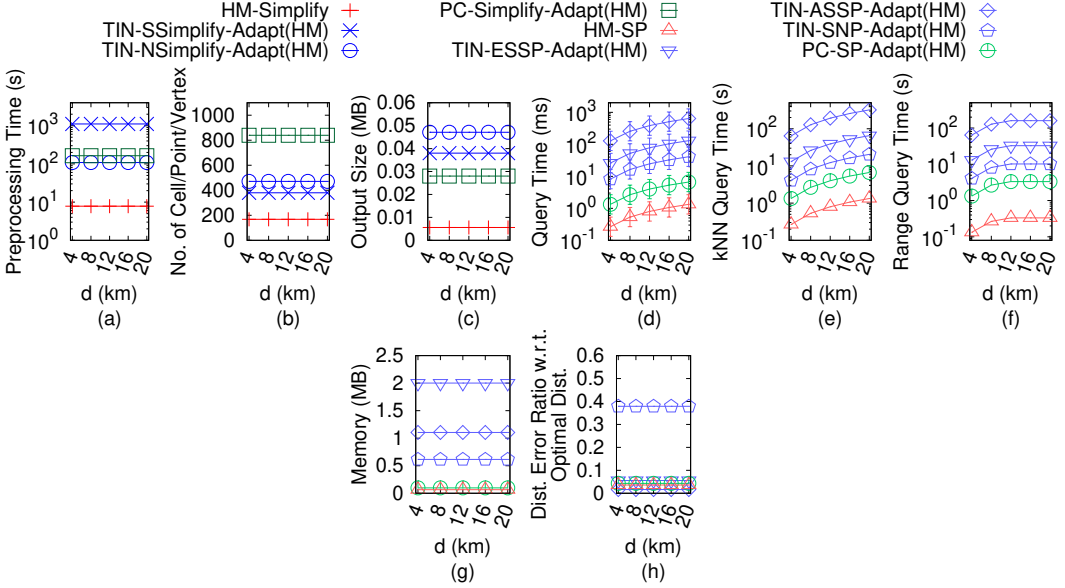 HM-Simplify
TIN-SSimplify-Adapt(HM)
TIN-NSimplify-Adapt(HM)
PC-Simplify-Adapt(HM)
HM-SP
TIN-ESSP-Adapt(HM)
TIN-ASSP-Adapt(HM)
TIN-SNP-Adapt(HM)
PC-SP-Adapt(HM)
Preprocessing Time (s)
10^3
10^2
10^1
10^0
4 8 12 16 20
d (km)
(a)
No. of Cell/Point/Vertex
1000
800
600
400
200
0
4 8 12 16 20
d (km)
(b)
Output Size (MB)
0.06
0.05
0.04
0.03
0.02
0.01
0
4 8 12 16 20
d (km)
(c)
Query Time (ms)
10^3
10^2
10^1
10^0
10^-1
4 8 12 16 20
d (km)
(d)
kNN Query Time (s)
10^2
10^1
10^0
10^-1
4 8 12 16 20
d (km)
(e)
Range Query Time (s)
10^2
10^1
10^0
10^-1
4 8 12 16 20
d (km)
(f)
Memory (MB)
2.5
2
1.5
1
0.5
0
4 8 12 16 20
d (km)
(g)
Dist. Error Ratio w.r.t.
Optimal Dist.
0.6
0.5
0.4
0.3
0.2
0.1
0
4 8 12 16 20
d (km)
(h)